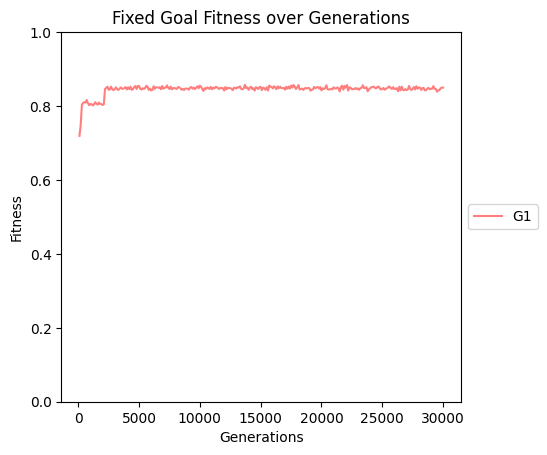 Fixed Goal Fitness over Generations
1.0
0.8
0.6
0.4
0.2
0.0
Fitness
0 5000 10000 15000 20000 25000 30000
Generations
G1